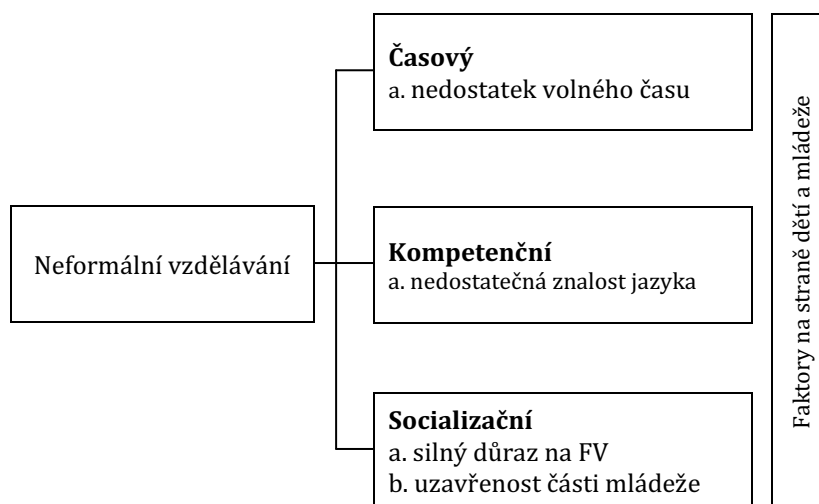 Časový
a. nedostatek volného času
Neformální vzdělávání
Kompetenční
a. nedostatečná znalost jazyka
Socializační
a. silný důraz na FV
b. uzavřenost části mládeže
Faktory na straně dětí a mládeže